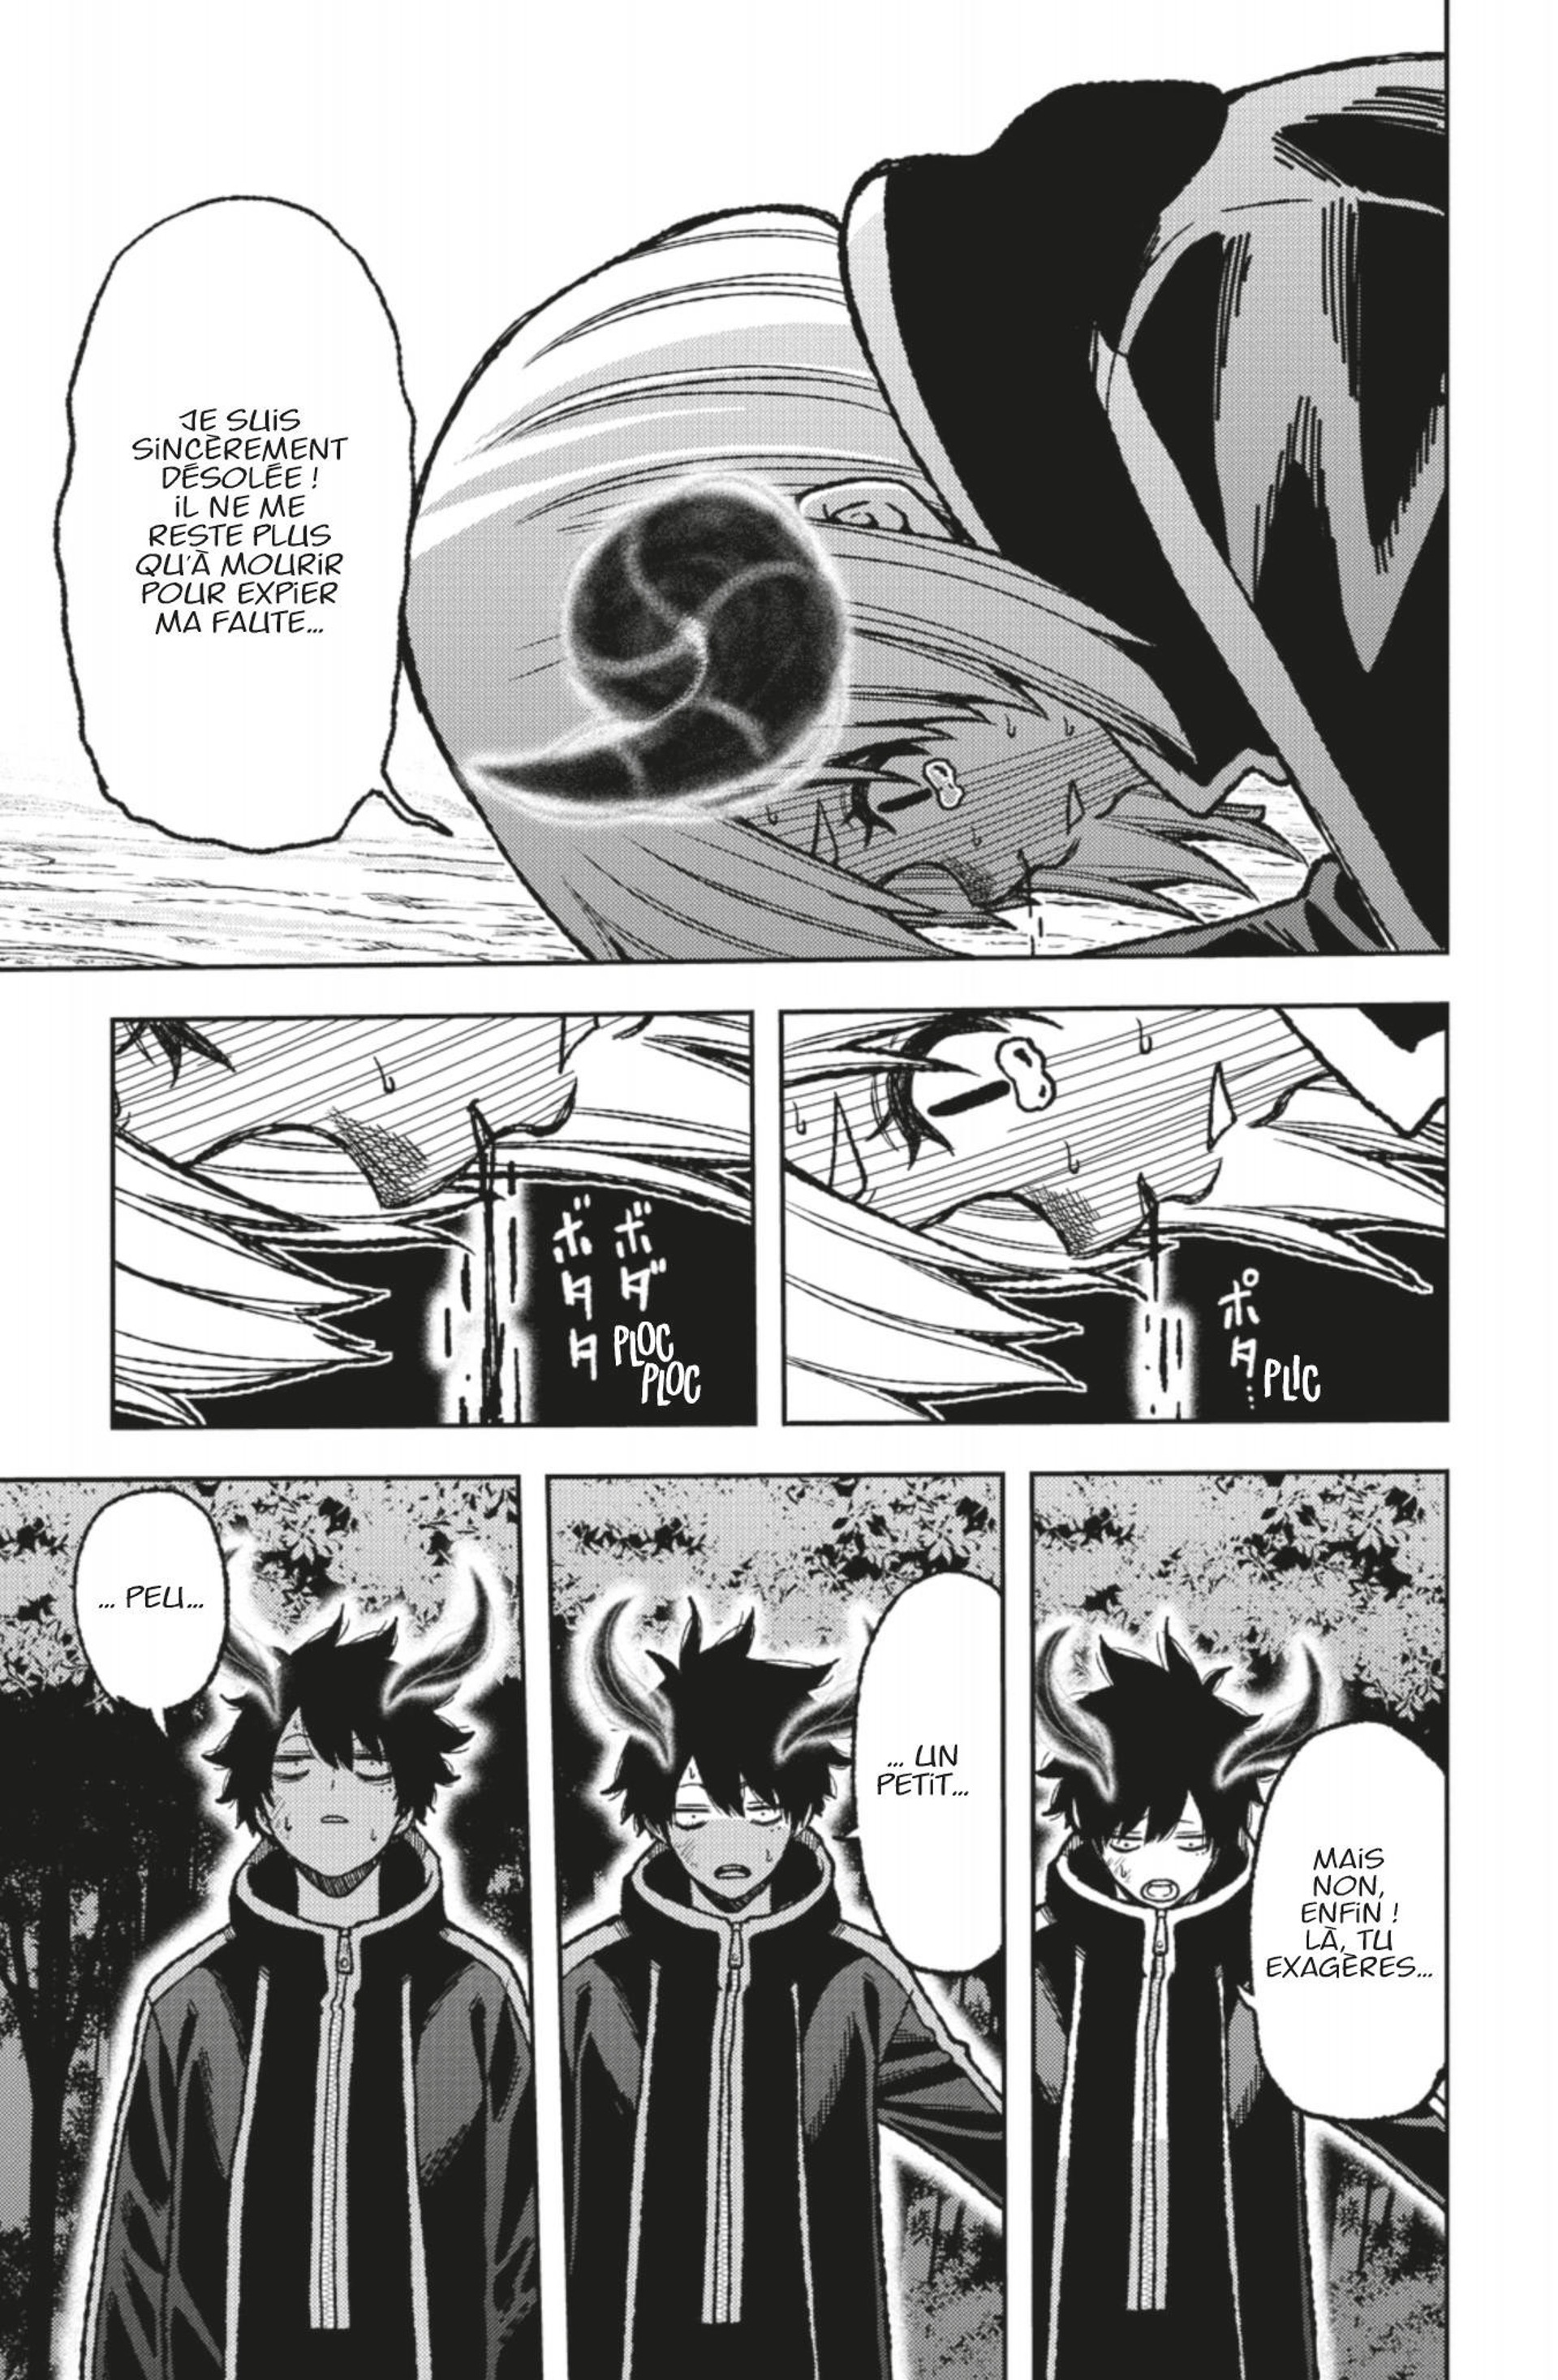 JE SUIS
SINCÈREMENT
DÉSOLÉE !
IL NE ME
RESTE PLUS
QU'À MOURIR
POUR EXPIER
MA FAUTE...
ポタ...
PLIC
ボダ
ボタタ
PLOC
PLOC
MAIS
NON,
ENFIN !
LÀ, TU
EXAGÈRES...
... UN
PETIT...
... PEU...